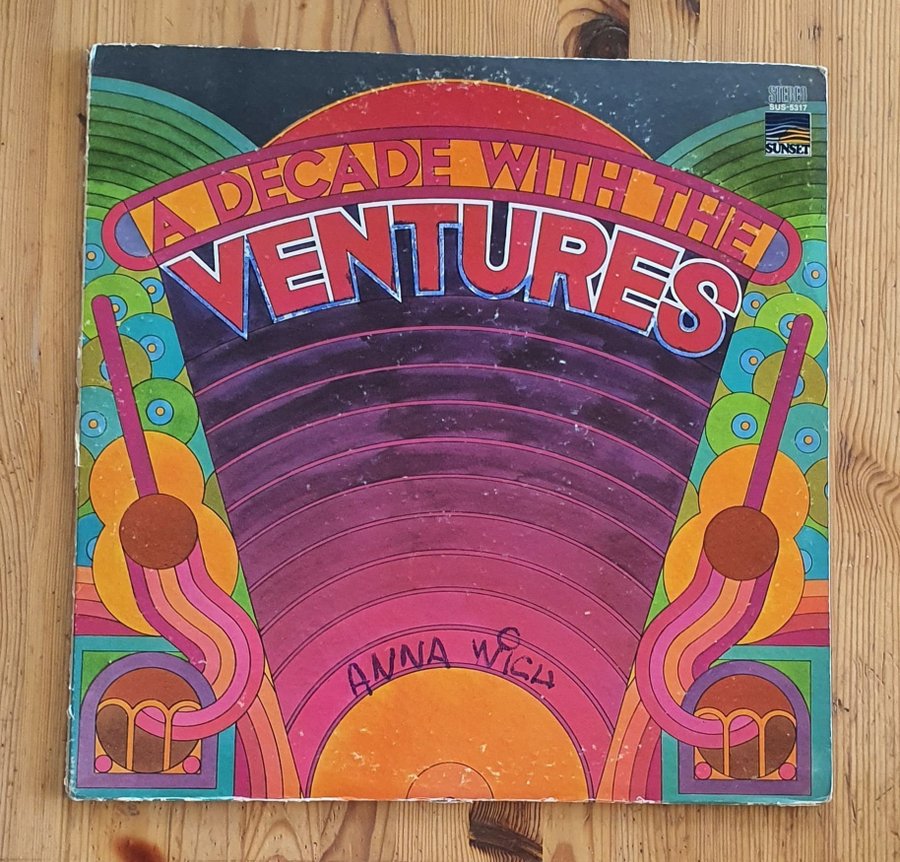 STEREO
SUS-5317
SUNSET
A DECADE WITH THE
VENTURES
ANNA WICH